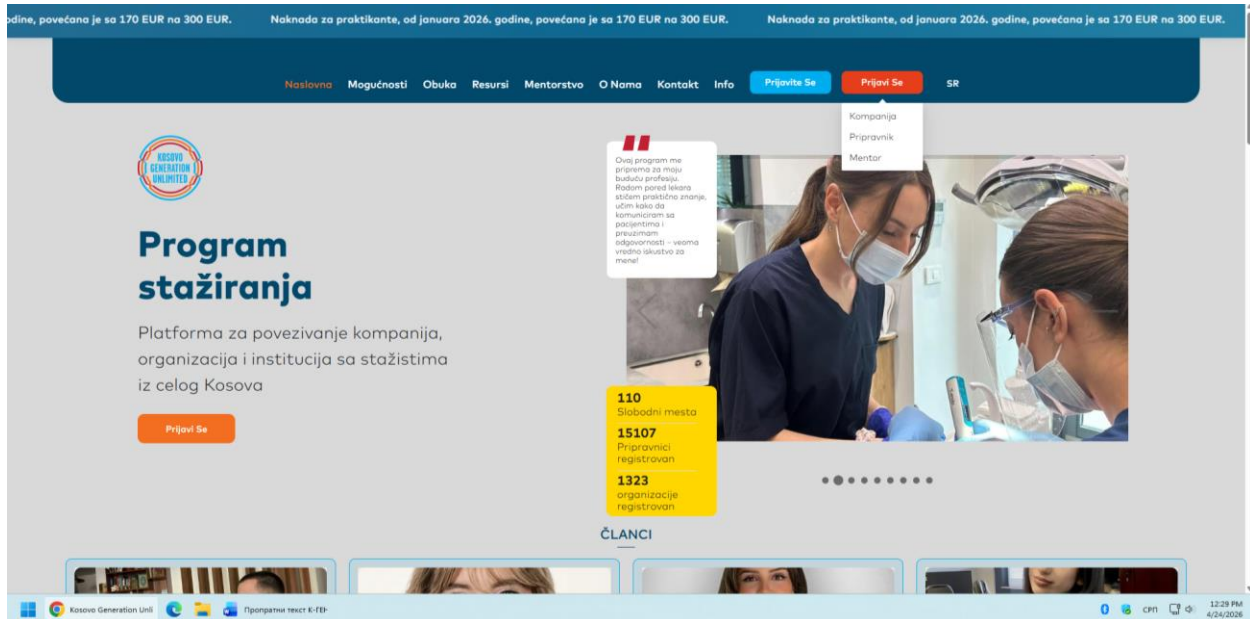 odine, povećana je sa 170 EUR na 300 EUR. Naknada za praktikante, od januara 2026. godine, povećana je sa 170 EUR na 300 EUR. Naknada za praktikante, od januara 2026. godine, povećana je sa 170 EUR na 300 EUR.
Naslovna Mogućnosti Obuka Resursi Mentorstvo O Nama Kontakt Info Prijavite Se Prijavi Se SR
Kompanija
Pripravnik
Mentor
KOSOVO
GENERATION
UNLIMITED
Program
stažiranja
Platforma za povezivanje kompanija,
organizacija i institucija sa stažistima
iz celog Kosova
Prijavi Se
Ovaj program me
priprema za moju
buduću profesiju.
Radom pored lekara
stičem praktično znanje,
učim kako da
komuniciram sa
pacijentima i
preuzimam
odgovornosti – veoma
vredno iskustvo za
mene!
110
Slobodni mesta
15107
Pripravnici
registrovan
1323
organizacije
registrovan
ČLANCI
Kosovo Generation Unli
Пропратни текст К-ГЕН
СРП
12:29 PM
4/24/2026